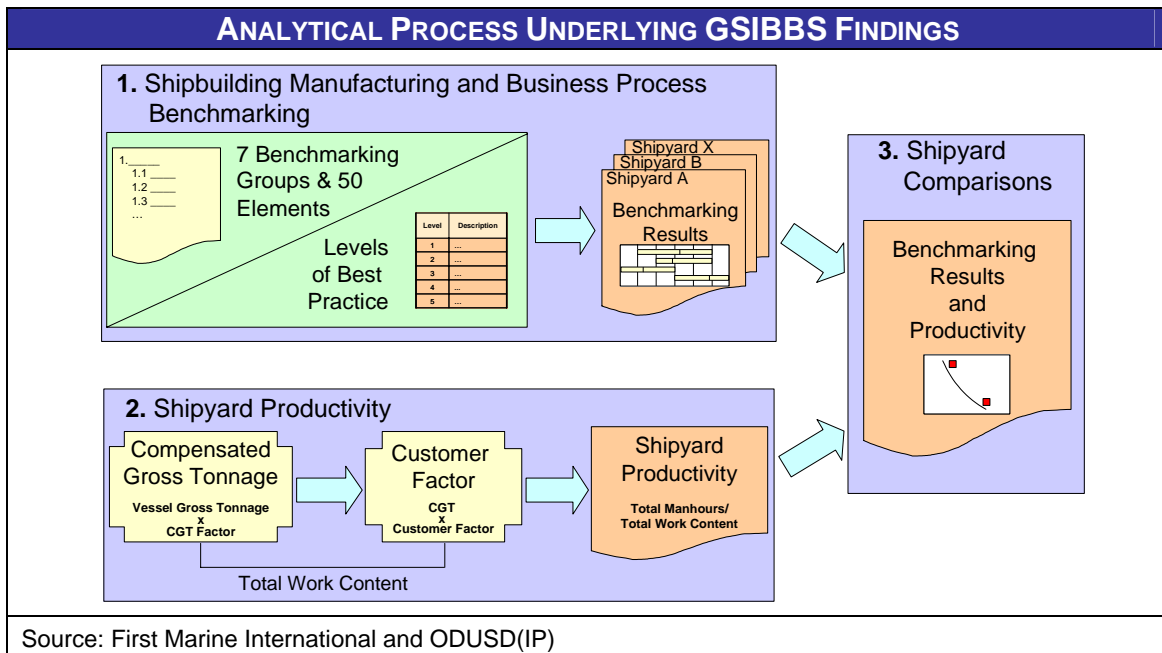 ANALYTICAL PROCESS UNDERLYING GSIBBS FINDINGS
1. Shipbuilding Manufacturing and Business Process
Benchmarking
1.____
1.1 ____
1.2 ____
1.3 ____
...
7 Benchmarking
Groups & 50
Elements
Levels
of Best
Practice
Level Description
1 ...
2 ...
3 ...
4 ...
5 ...
Shipyard X
Shipyard B
Shipyard A
Benchmarking
Results
2. Shipyard Productivity
Compensated
Gross Tonnage
Vessel Gross Tonnage
x
CGT Factor
Customer
Factor
CGT
x
Customer Factor
Total Work Content
Shipyard
Productivity
Total Manhours/
Total Work Content
3. Shipyard
Comparisons
Benchmarking
Results
and
Productivity
Source: First Marine International and ODUSD(IP)